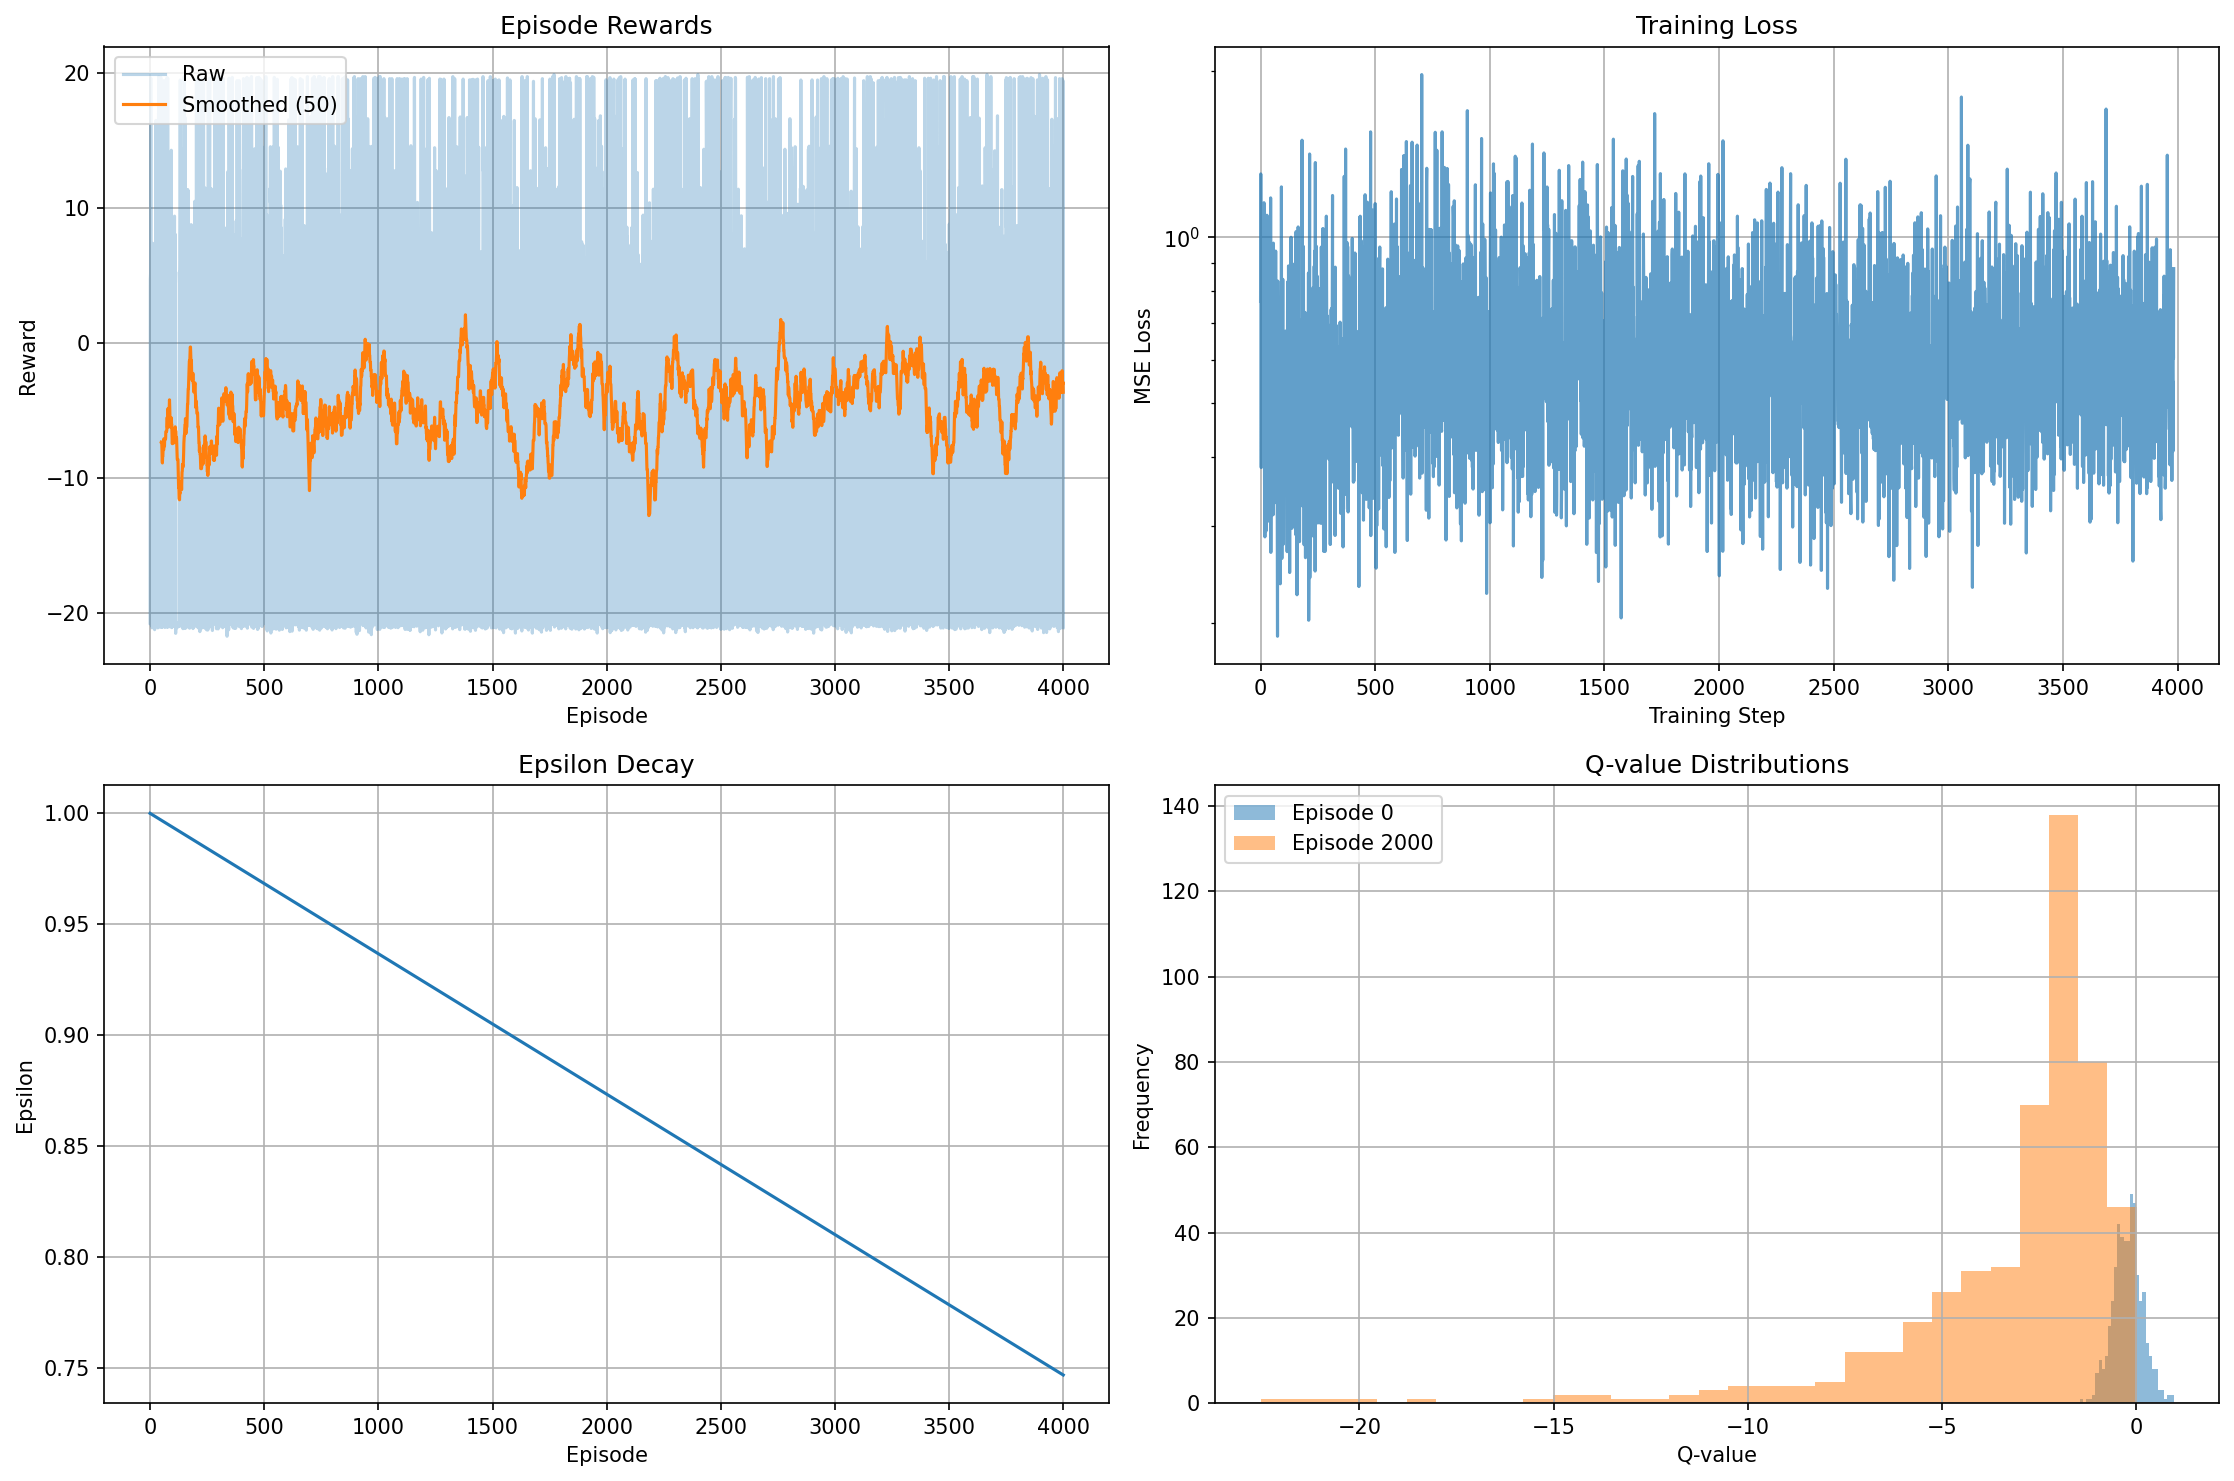 Episode Rewards
Raw
Smoothed (50)
20
10
0
−10
−20
Reward
0 500 1000 1500 2000 2500 3000 3500 4000
Episode
Training Loss
10⁰
MSE Loss
0 500 1000 1500 2000 2500 3000 3500 4000
Training Step
Epsilon Decay
1.00
0.95
0.90
0.85
0.80
0.75
Epsilon
0 500 1000 1500 2000 2500 3000 3500 4000
Episode
Q-value Distributions
Episode 0
Episode 2000
140
120
100
80
60
40
20
0
Frequency
−20 −15 −10 −5 0
Q-value